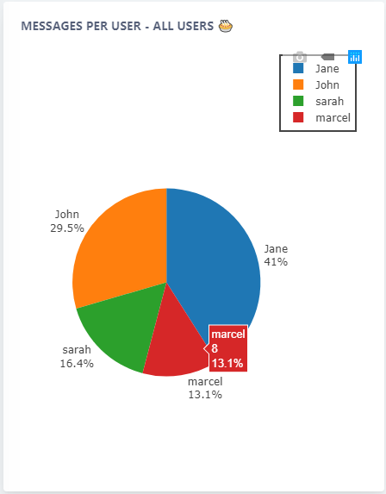 MESSAGES PER USER - ALL USERS
Jane
John
sarah
marcel
John
29.5%
Jane
41%
marcel
8
13.1%
sarah
16.4%
marcel
13.1%